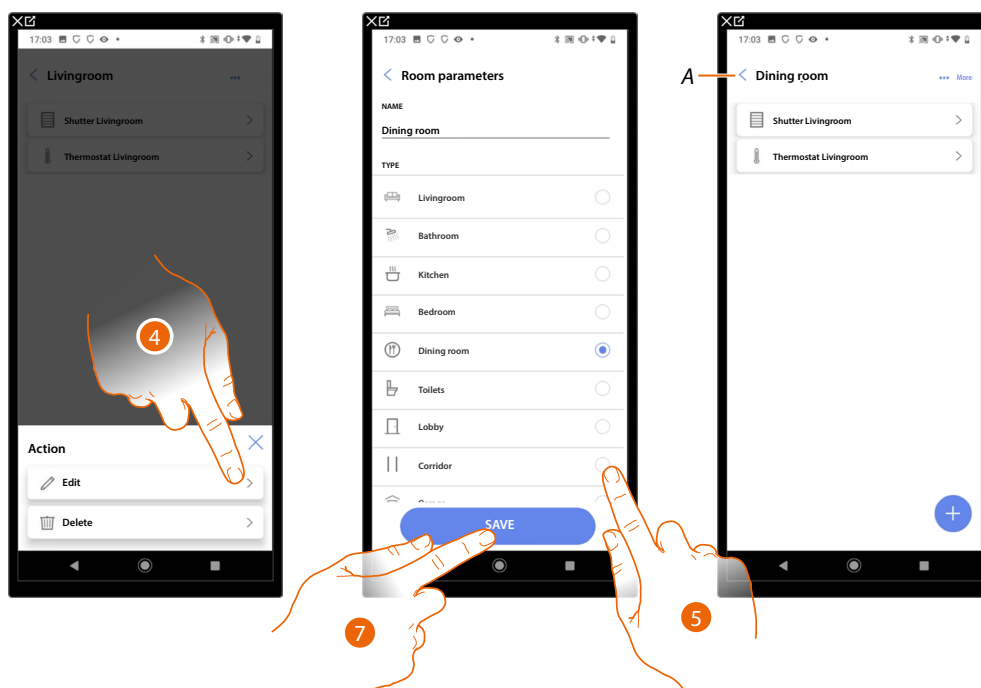 17:03
Livingroom
•••
Shutter Livingroom
Thermostat Livingroom
4
Action
Edit
Delete
17:03
Room parameters
NAME
Dining room
TYPE
Livingroom
Bathroom
Kitchen
Bedroom
Dining room
Toilets
Lobby
Corridor
SAVE
7
5
A
17:03
Dining room
••• More
Shutter Livingroom
Thermostat Livingroom
+